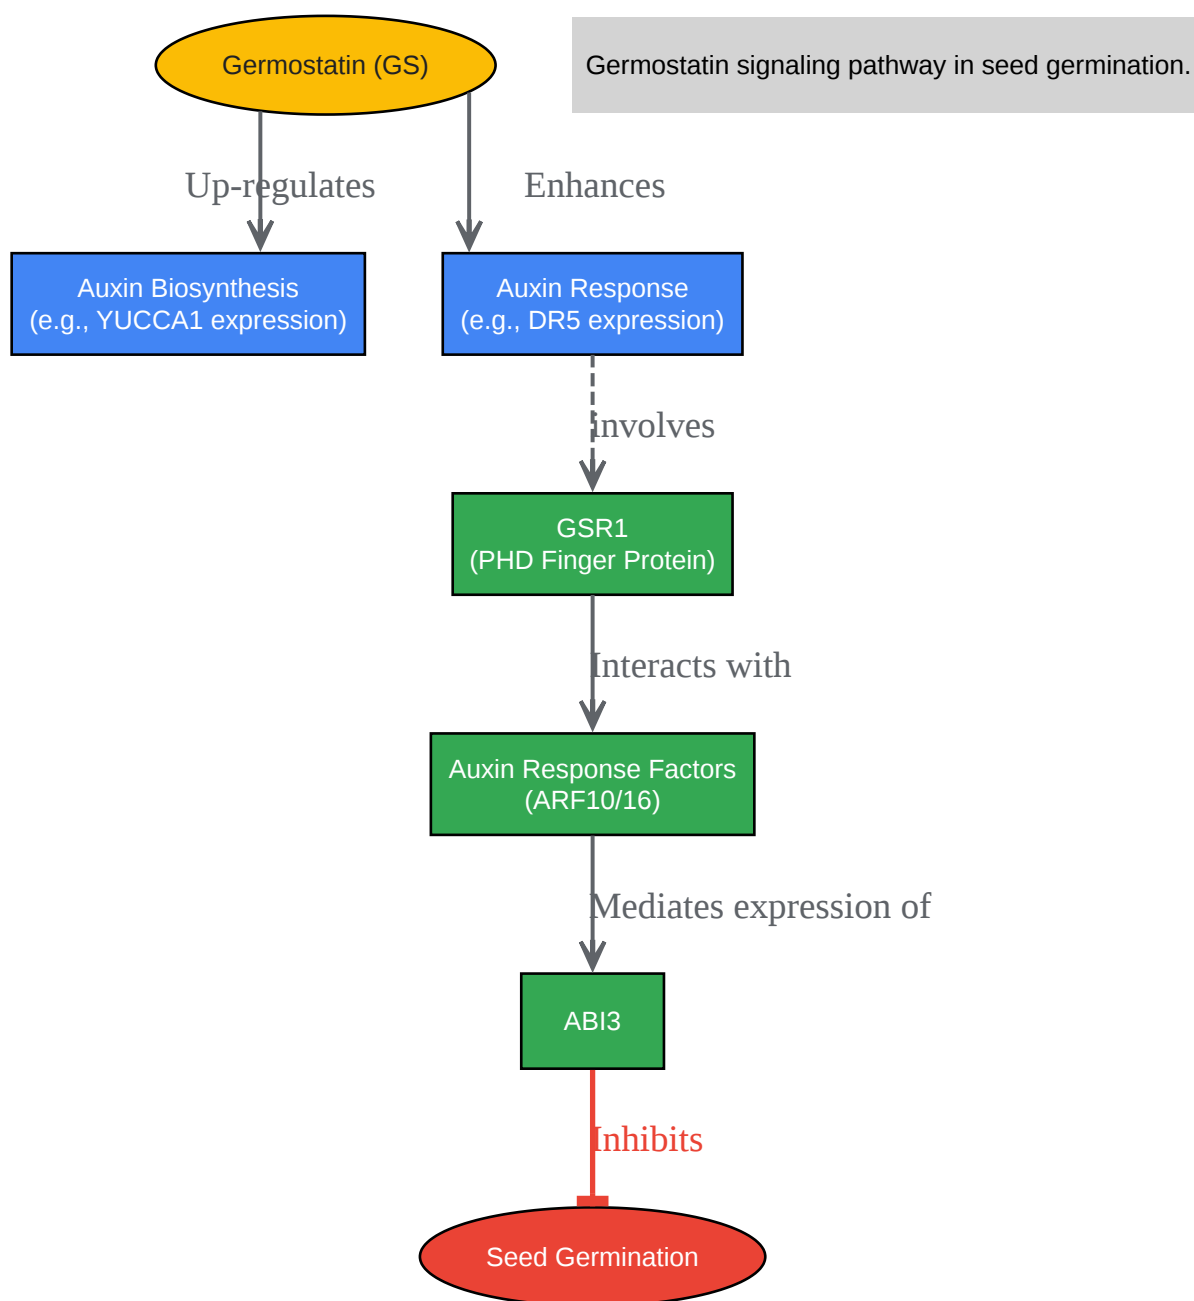 Germostatin (GS)
Germostatin signaling pathway in seed germination.
Up-regulates
Enhances
Auxin Biosynthesis
(e.g., YUCCA1 expression)
Auxin Response
(e.g., DR5 expression)
involves
GSR1
(PHD Finger Protein)
Interacts with
Auxin Response Factors
(ARF10/16)
Mediates expression of
ABI3
Inhibits
Seed Germination